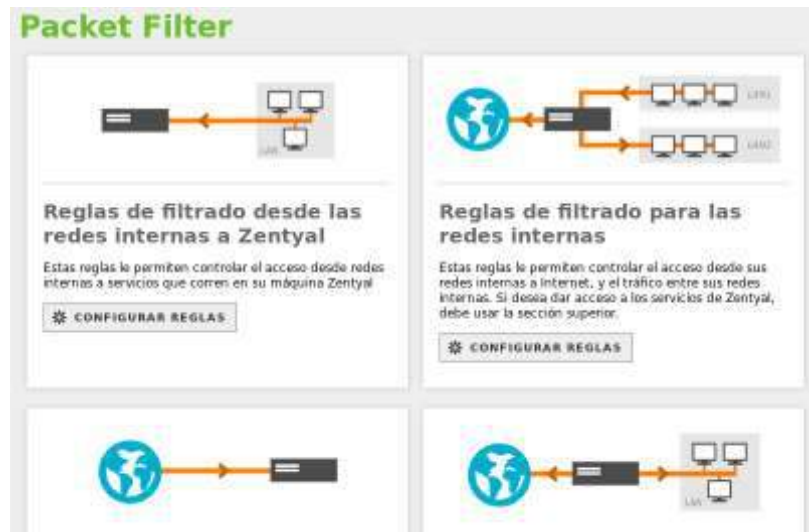 Packet Filter
LAN
LAN1
LAN2
Reglas de filtrado desde las
redes internas a Zentyal
Estas reglas le permiten controlar el acceso desde redes
internas a servicios que corren en su máquina Zentyal
CONFIGURAR REGLAS
Reglas de filtrado para las
redes internas
Estas reglas le permiten controlar el acceso desde sus
redes internas a Internet, y el tráfico entre sus redes
internas. Si desea dar acceso a los servicios de Zentyal,
debe usar la sección superior.
CONFIGURAR REGLAS
LAN